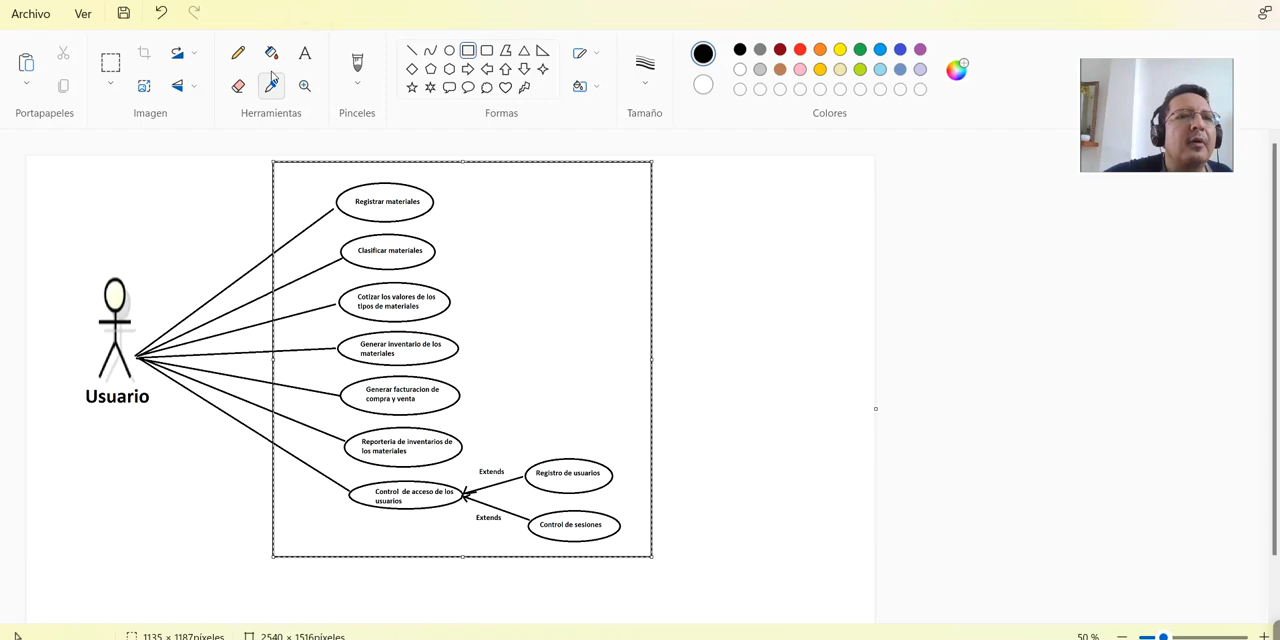 Archivo Ver
Portapapeles Imagen Herramientas Pinceles Formas Tamaño Colores
Registrar materiales
Clasificar materiales
Cotizar los valores de los
tipos de materiales
Generar inventario de los
materiales
Generar facturacion de
compra y venta
Usuario
Reporteria de inventarios de
los materiales
Extends
Registro de usuarios
Control de acceso de los
usuarios
Extends
Control de sesiones
1135 × 1187píxeles 2540 × 1516píxeles 50 %